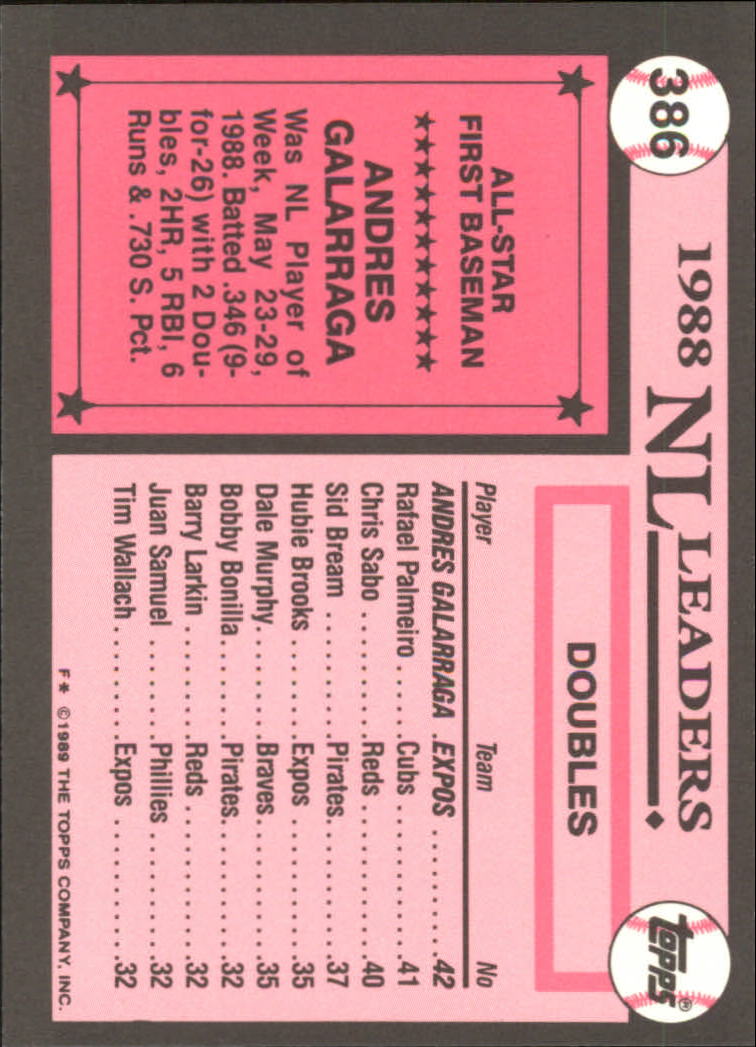 386
1988 NL LEADERS
topps®
ALL-STAR
FIRST BASEMAN
★★★★★★★★★★★
ANDRES
GALARRAGA
Was NL Player of
Week, May 23-29,
1988. Batted .346 (9-
for-26) with 2 Dou-
bles, 2HR, 5 RBI, 6
Runs & .730 S. Pct.
DOUBLES
Player Team No
ANDRES GALARRAGA . EXPOS . . . . . . . . . . 42
Rafael Palmeiro . . . . . Cubs . . . . . . . . . . . 41
Chris Sabo . . . . . . . . Reds . . . . . . . . . . . 40
Sid Bream . . . . . . . . . Pirates . . . . . . . . . . 37
Hubie Brooks . . . . . . . Expos . . . . . . . . . . 35
Dale Murphy . . . . . . . . Braves . . . . . . . . . . 35
Bobby Bonilla . . . . . . . Pirates . . . . . . . . . . 32
Barry Larkin . . . . . . . . Reds . . . . . . . . . . . 32
Juan Samuel . . . . . . . Phillies . . . . . . . . . . 32
Tim Wallach . . . . . . . . Expos . . . . . . . . . . 32
F* ©1989 THE TOPPS COMPANY, INC.